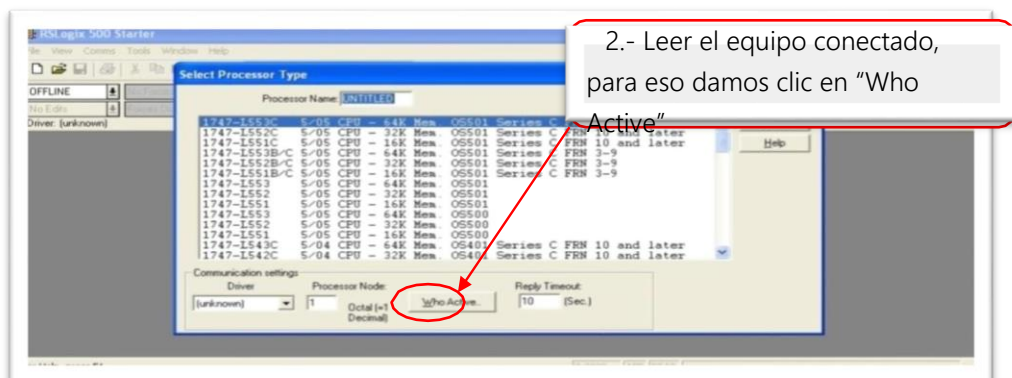 RSLogix 500 Starter
File View Comms Tools Window Help
2.- Leer el equipo conectado,
para eso damos clic en “Who
Active”
OFFLINE
No Edits
Driver: (unknown)
Select Processor Type
Processor Name: UNTITLED
1747-L553C 5/05 CPU - 64K Mem. OS501 Series C FRN 10 and later
1747-L552C 5/05 CPU - 32K Mem. OS501 Series C FRN 10 and later
1747-L551C 5/05 CPU - 16K Mem. OS501 Series C FRN 10 and later
1747-L553B/C 5/05 CPU - 64K Mem. OS501 Series C FRN 3-9
1747-L552B/C 5/05 CPU - 32K Mem. OS501 Series C FRN 3-9
1747-L551B/C 5/05 CPU - 16K Mem. OS501 Series C FRN 3-9
1747-L553 5/05 CPU - 64K Mem. OS501
1747-L552 5/05 CPU - 32K Mem. OS501
1747-L551 5/05 CPU - 16K Mem. OS501
1747-L553 5/05 CPU - 64K Mem. OS500
1747-L552 5/05 CPU - 32K Mem. OS500
1747-L551 5/05 CPU - 16K Mem. OS500
1747-L543C 5/04 CPU - 64K Mem. OS401 Series C FRN 10 and later
1747-L542C 5/04 CPU - 32K Mem. OS401 Series C FRN 10 and later
Help
Communication settings
Driver Processor Node: Reply Timeout:
(unknown) 1 Who Active.. 10 (Sec.)
Octal (=1
Decimal)